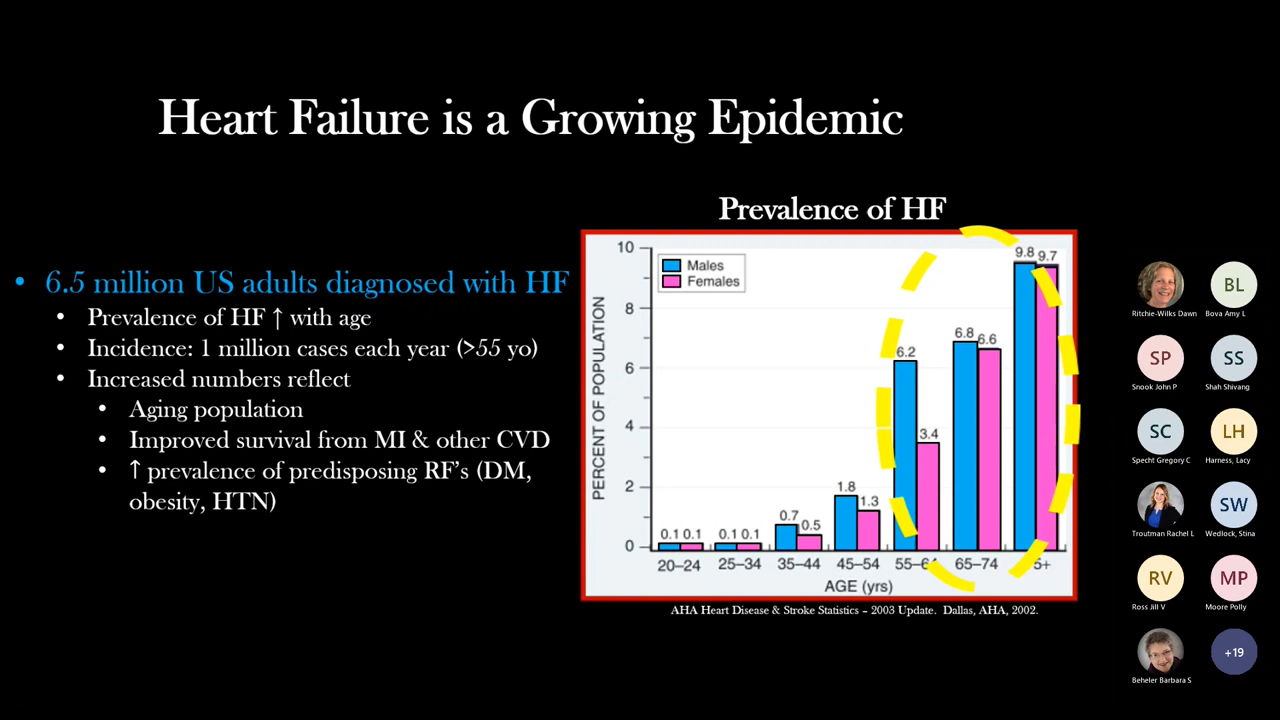 Heart Failure is a Growing Epidemic
• 6.5 million US adults diagnosed with HF
• Prevalence of HF ↑ with age
• Incidence: 1 million cases each year (>55 yo)
• Increased numbers reflect
• Aging population
• Improved survival from MI & other CVD
• ↑ prevalence of predisposing RF's (DM,
obesity, HTN)
Prevalence of HF
Males
Females
PERCENT OF POPULATION
10
8
6
4
2
0
0.1 0.1
0.1 0.1
0.7 0.5
1.8 1.3
6.2 3.4
6.8 6.6
9.8 9.7
20–24 25–34 35–44 45–54 55–6 65–74 5+
AGE (yrs)
AHA Heart Disease & Stroke Statistics – 2003 Update. Dallas, AHA, 2002.
BL
Ritchie-Wilks Dawn Bova Amy L
SP SS
Snook John P Shah Shivang
SC LH
Specht Gregory C Harness, Lacy
SW
Troutman Rachel L Wedlock, Stina
RV MP
Ross Jill V Moore Polly
+19
Beheler Barbara S